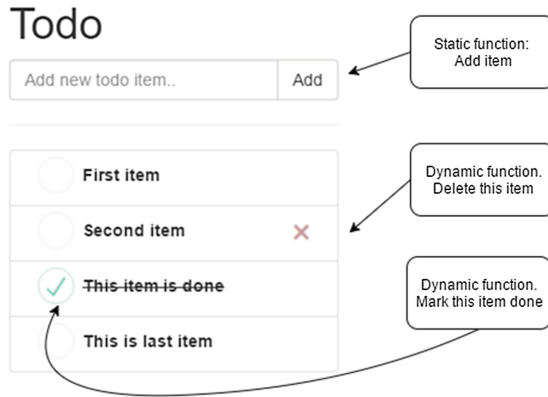 Todo
Add new todo item..
Add
Static function:
Add item
First item
Second item
Dynamic function.
Delete this item
This item is done
This is last item
Dynamic function.
Mark this item done